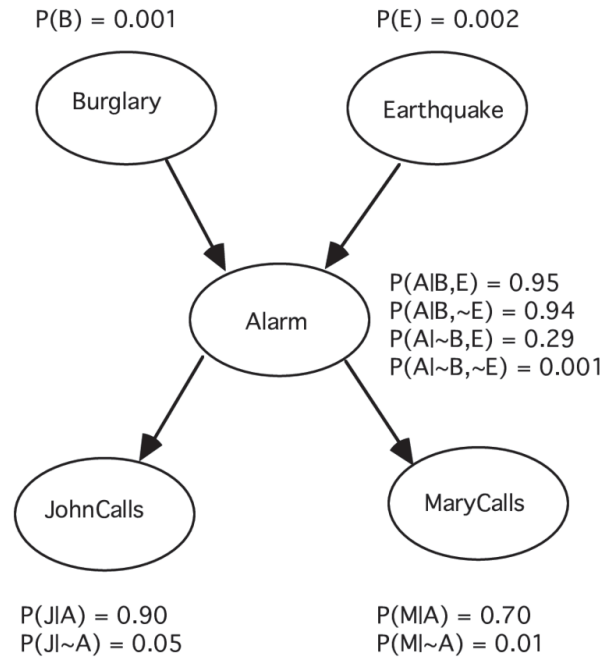 P(B) = 0.001
P(E) = 0.002
Burglary
Earthquake
Alarm
P(A|B,E) = 0.95
P(A|B,~E) = 0.94
P(A|~B,E) = 0.29
P(A|~B,~E) = 0.001
JohnCalls
MaryCalls
P(J|A) = 0.90
P(J|~A) = 0.05
P(M|A) = 0.70
P(M|~A) = 0.01